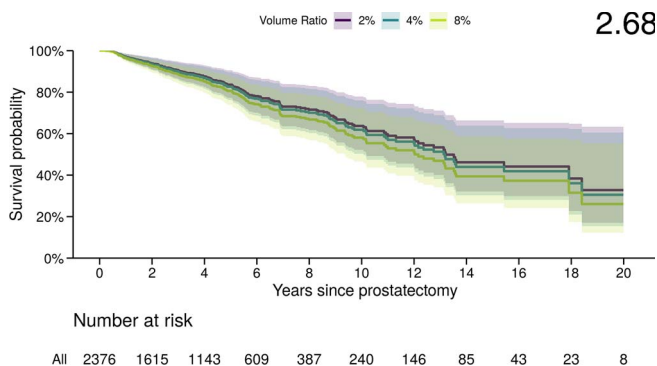 Volume Ratio 2% 4% 8%
2.68
100%
80%
60%
40%
20%
0%
Survival probability
0 2 4 6 8 10 12 14 16 18 20
Years since prostatectomy
Number at risk
All 2376 1615 1143 609 387 240 146 85 43 23 8